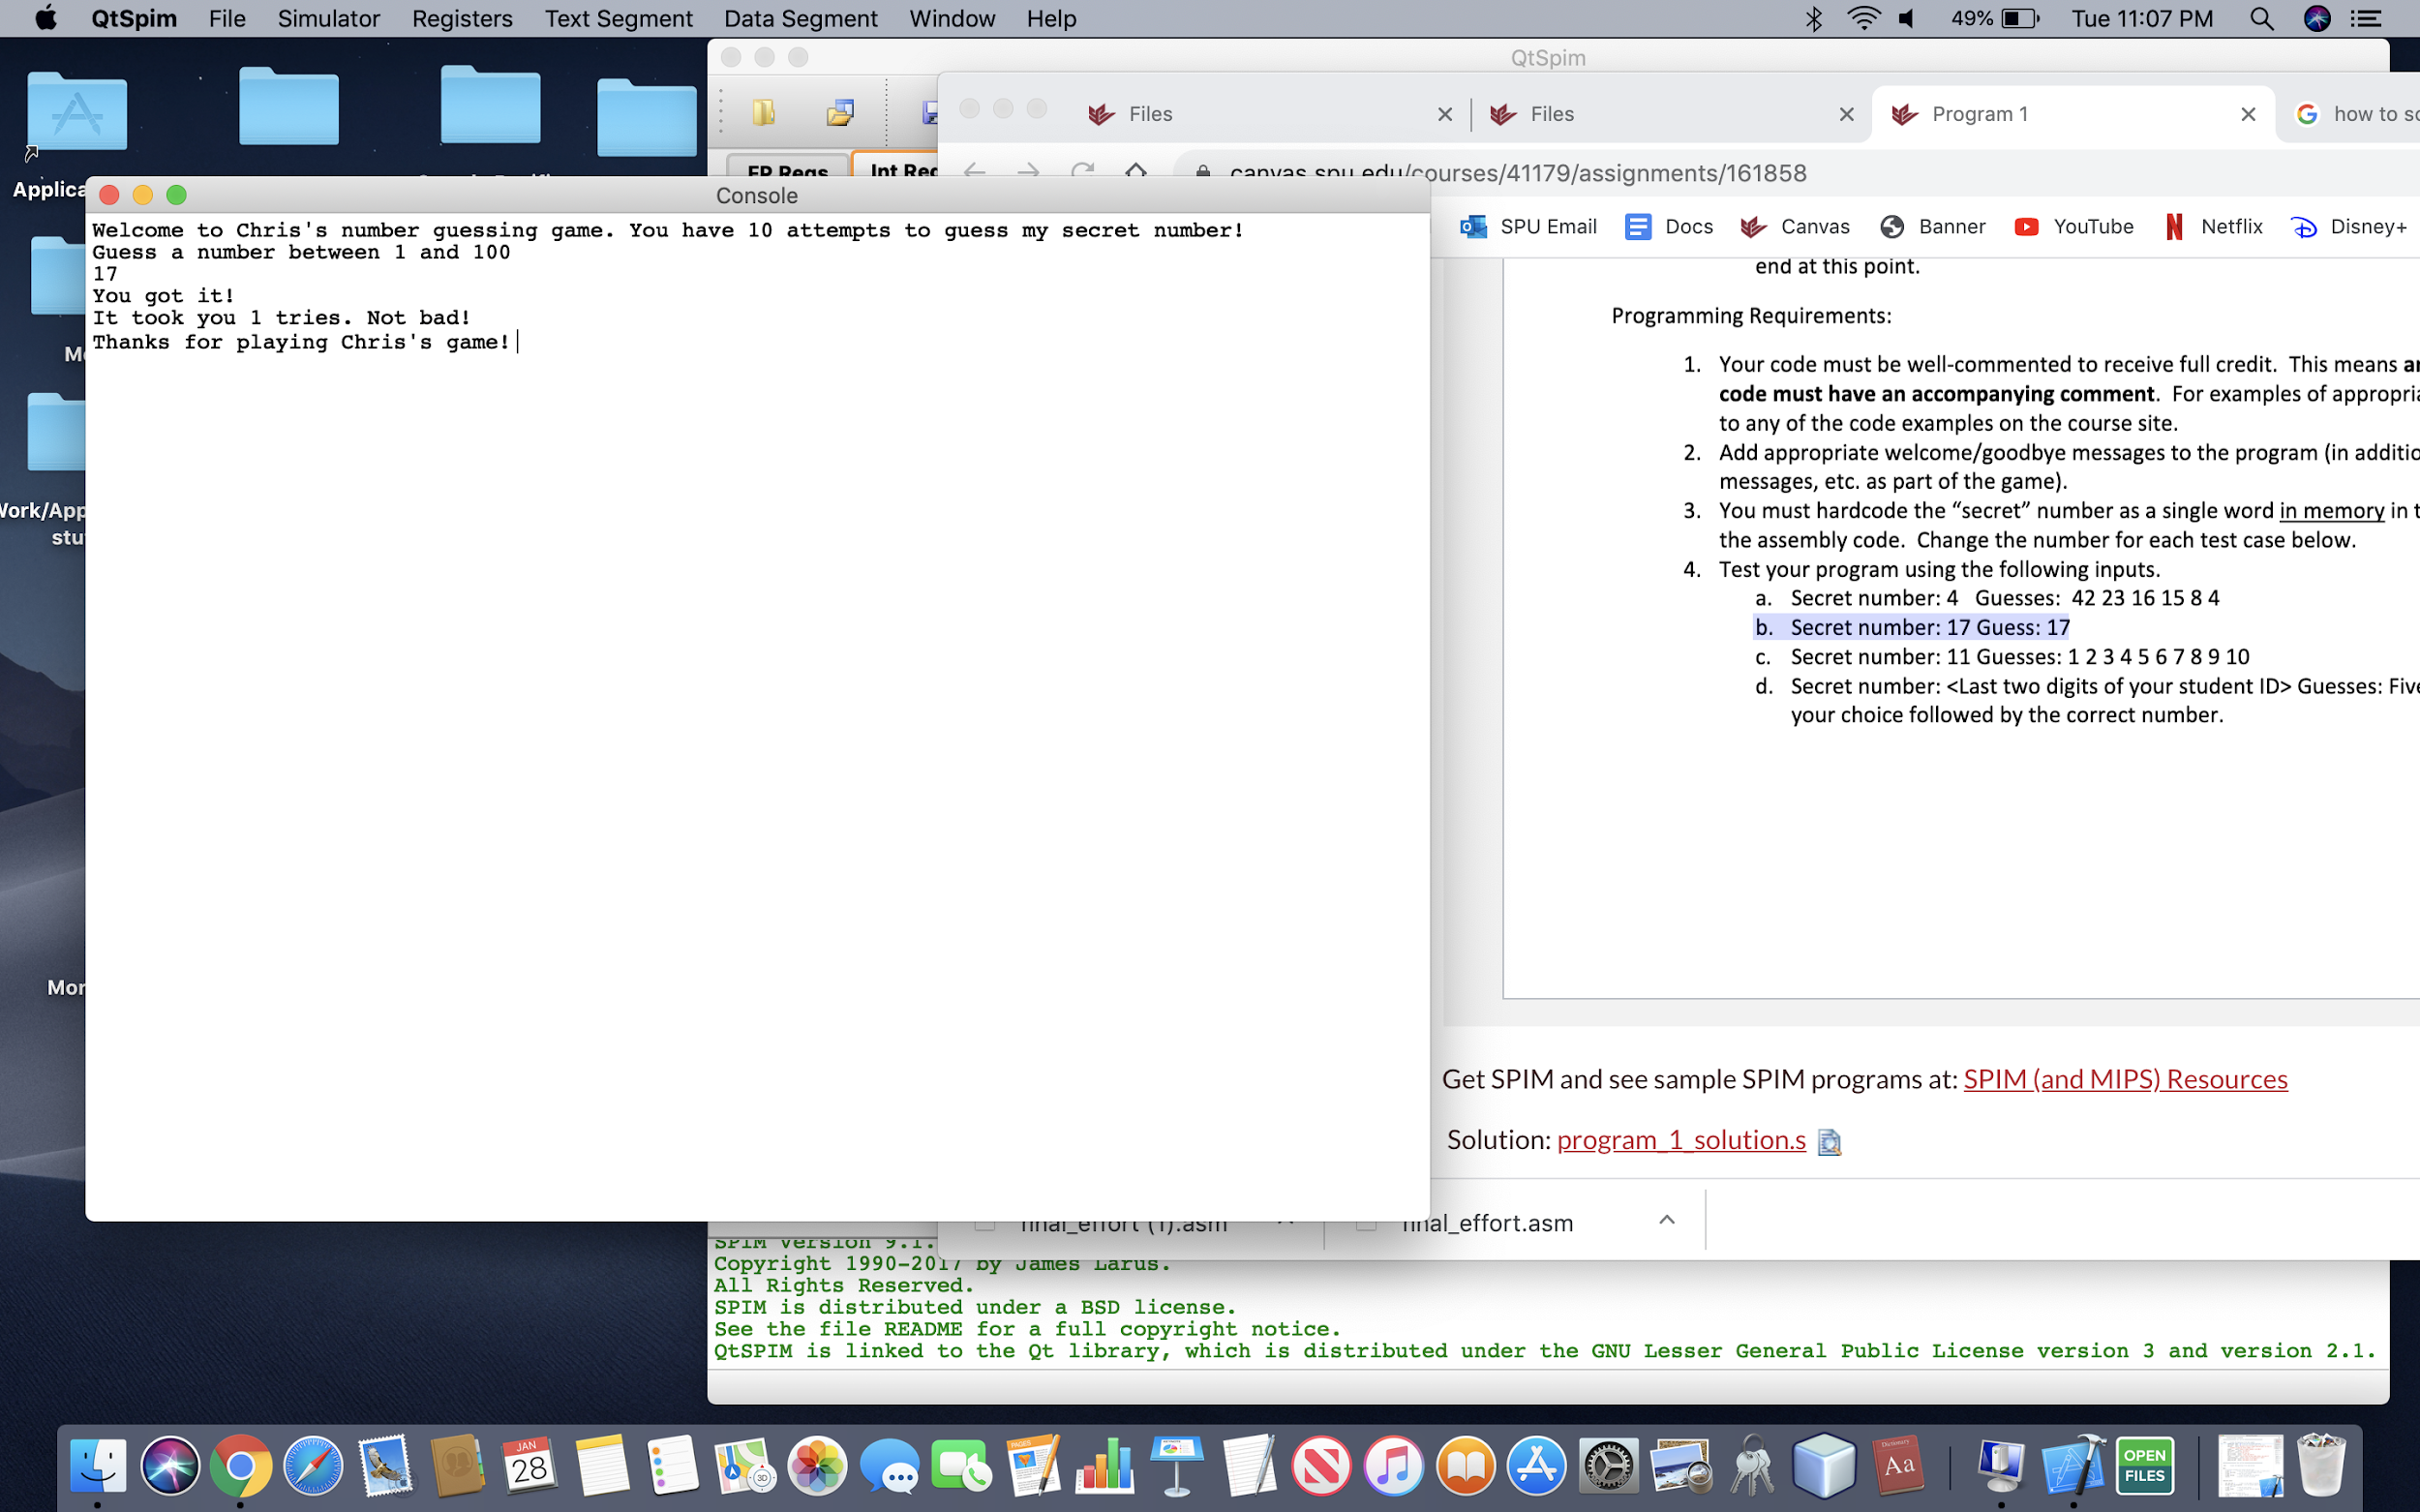 QtSpim File Simulator Registers Text Segment Data Segment Window Help 49% Tue 11:07 PM
QtSpim
Files Files Program 1 how to
canvas.spu.edu/courses/41179/assignments/161858
FP Regs
SPU Email Docs Canvas Banner YouTube Netflix Disney+
Console
Welcome to Chris's number guessing game. You have 10 attempts to guess my secret number!
Guess a number between 1 and 100
17
You got it!
It took you 1 tries. Not bad!
Thanks for playing Chris's game!
end at this point.
Programming Requirements:
1. Your code must be well-commented to receive full credit. This means
code must have an accompanying comment. For examples of
to any of the code examples on the course site.
2. Add appropriate welcome/goodbye messages to the program (in
messages, etc. as part of the game).
3. You must hardcode the “secret” number as a single word in memory in
the assembly code. Change the number for each test case below.
4. Test your program using the following inputs.
a. Secret number: 4 Guesses: 42 23 16 15 8 4
b. Secret number: 17 Guess: 17
c. Secret number: 11 Guesses: 1 2 3 4 5 6 7 8 9 10
d. Secret number: <Last two digits of your student ID> Guesses:
your choice followed by the correct number.
Get SPIM and see sample SPIM programs at: SPIM (and MIPS) Resources
Solution: program_1_solution.s
final_effort (1).asm final_effort.asm
SPIM Version 9.1.
Copyright 1990-2017 by James Larus.
All Rights Reserved.
SPIM is distributed under a BSD license.
See the file README for a full copyright notice.
QtSPIM is linked to the Qt library, which is distributed under the GNU Lesser General Public License version 3 and version 2.1.
JAN
28
3D
PAGES
Dictionary
Aa
OPEN
FILES